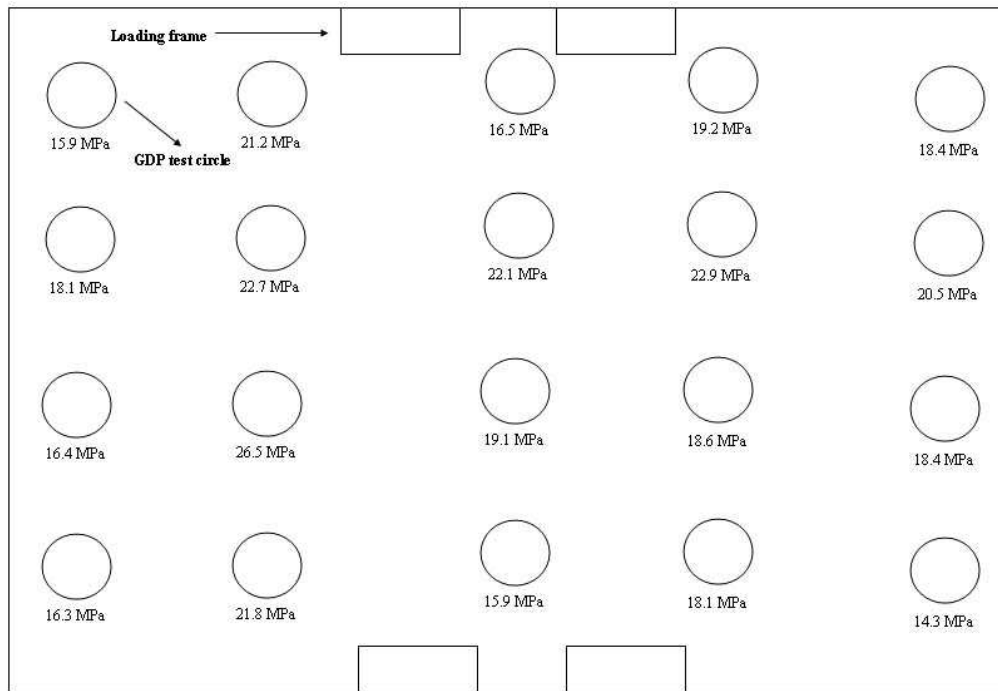 Loading frame
15.9 MPa
21.2 MPa
16.5 MPa
19.2 MPa
18.4 MPa
GDP test circle
18.1 MPa
22.7 MPa
22.1 MPa
22.9 MPa
20.5 MPa
16.4 MPa
26.5 MPa
19.1 MPa
18.6 MPa
18.4 MPa
16.3 MPa
21.8 MPa
15.9 MPa
18.1 MPa
14.3 MPa